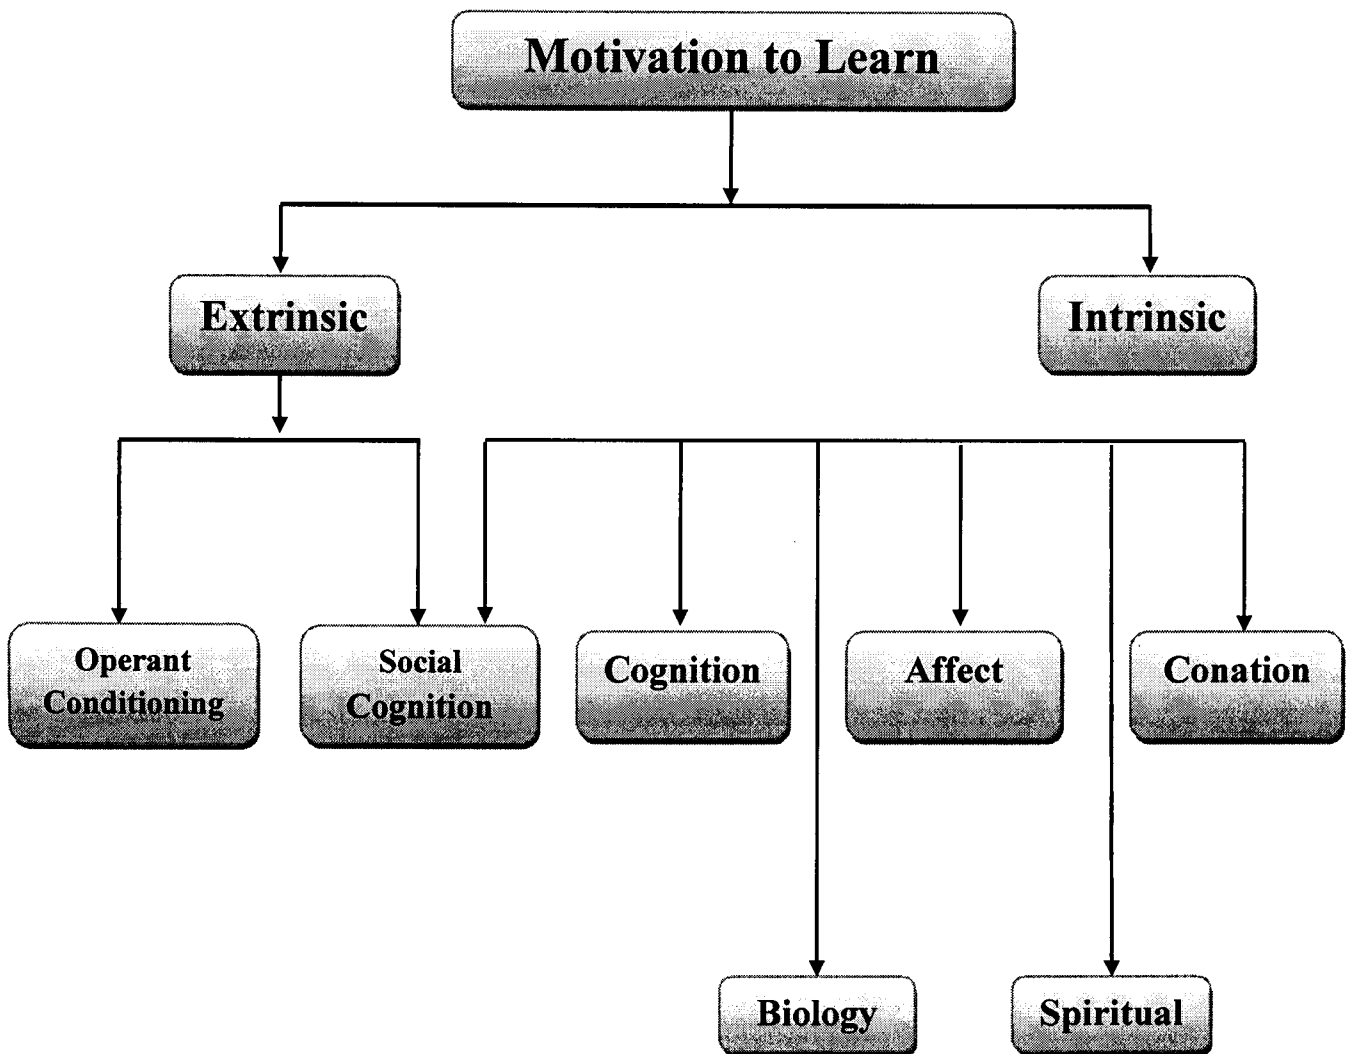 Motivation to Learn
Extrinsic
Intrinsic
Operant
Conditioning
Social
Cognition
Cognition
Affect
Conation
Biology
Spiritual